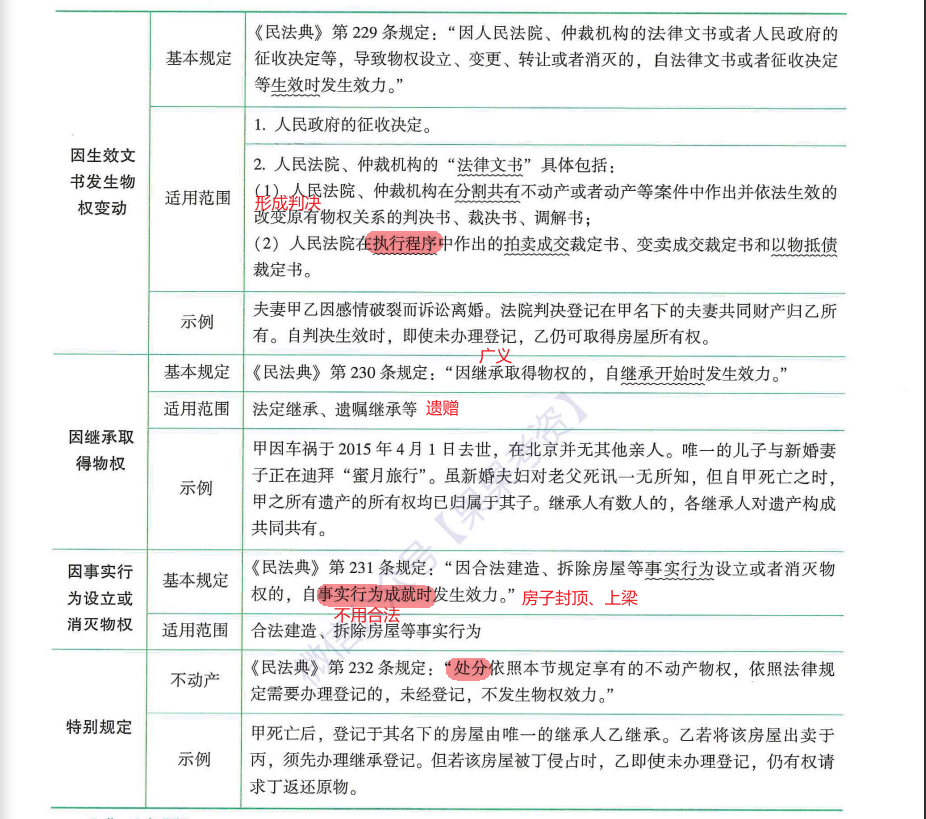 《民法典》第 229 条规定：“因人民法院、仲裁机构的法律文书或者人民政府的
基本规定
征收决定等，导致物权设立、变更、转让或者消灭的，自法律文书或者征收决定
等生效时发生效力。”
因生效文
书发生物
权变动
适用范围
1. 人民政府的征收决定。
2. 人民法院、仲裁机构的“法律文书”具体包括：
（1）人民法院、仲裁机构在分割共有不动产或者动产等案件中作出并依法生效的
形成判决
改变原有物权关系的判决书、裁决书、调解书；
（2）人民法院在执行程序中作出的拍卖成交裁定书、变卖成交裁定书和以物抵债
裁定书。
示例
夫妻甲乙因感情破裂而诉讼离婚。法院判决登记在甲名下的夫妻共同财产归乙所
有。自判决生效时，即使未办理登记，乙仍可取得房屋所有权。
广义
因继承取
得物权
基本规定
《民法典》第 230 条规定：“因继承取得物权的，自继承开始时发生效力。”
适用范围
法定继承、遗嘱继承等 遗赠
示例
甲因车祸于 2015 年 4 月 1 日去世，在北京并无其他亲人。唯一的儿子与新婚妻
子正在迪拜“蜜月旅行”。虽新婚夫妇对老父死讯一无所知，但自甲死亡之时，
甲之所有遗产的所有权均已归属于其子。继承人有数人的，各继承人对遗产构成
共同共有。
因事实行
为设立或
消灭物权
基本规定
《民法典》第 231 条规定：“因合法建造、拆除房屋等事实行为设立或者消灭物
权的，自事实行为成就时发生效力。” 房子封顶、上梁
不用合法
适用范围
合法建造、拆除房屋等事实行为
特别规定
不动产
《民法典》第 232 条规定：“处分依照本节规定享有的不动产物权，依照法律规
定需要办理登记的，未经登记，不发生物权效力。”
示例
甲死亡后，登记于其名下的房屋由唯一的继承人乙继承。乙若将该房屋出卖于
丙，须先办理继承登记。但若该房屋被丁侵占时，乙即使未办理登记，仍有权请
求丁返还原物。